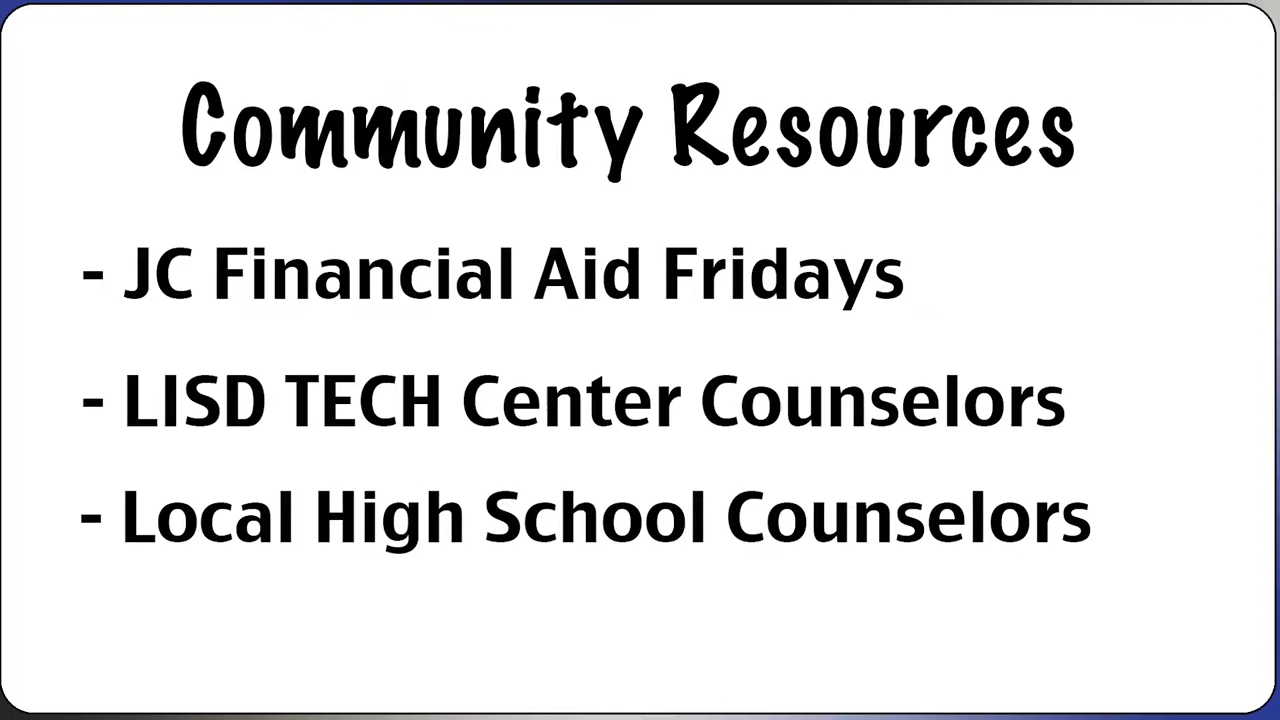 Community Resources
- JC Financial Aid Fridays
- LISD TECH Center Counselors
- Local High School Counselors